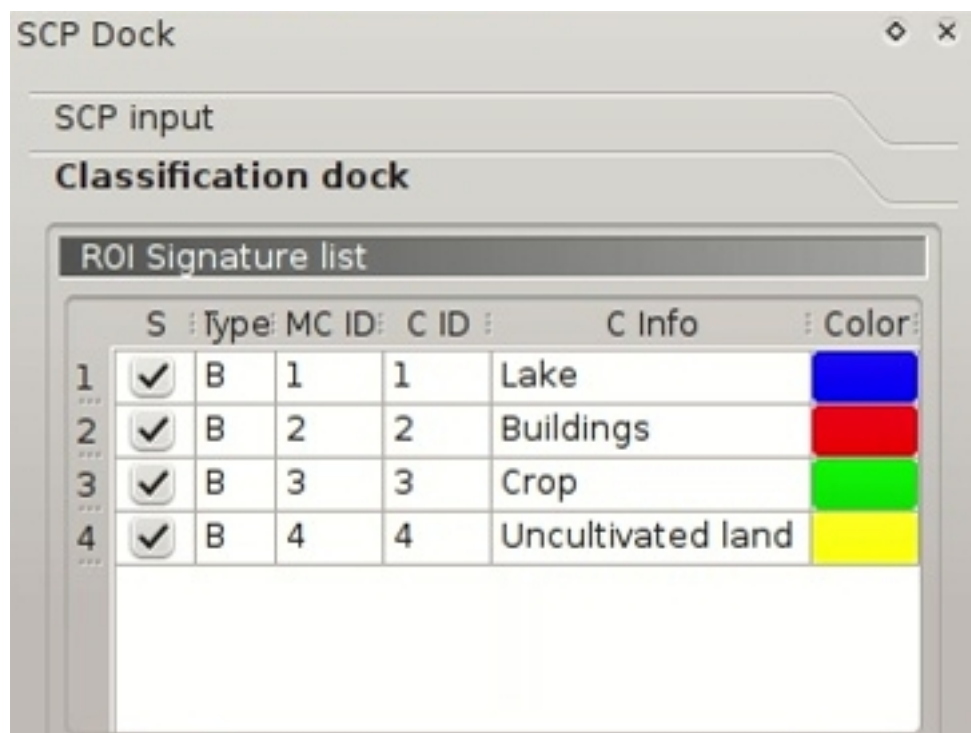 SCP Dock
SCP input
Classification dock
ROI Signature list
S Type MC ID C ID C Info Color
1 B 1 1 Lake
2 B 2 2 Buildings
3 B 3 3 Crop
4 B 4 4 Uncultivated land